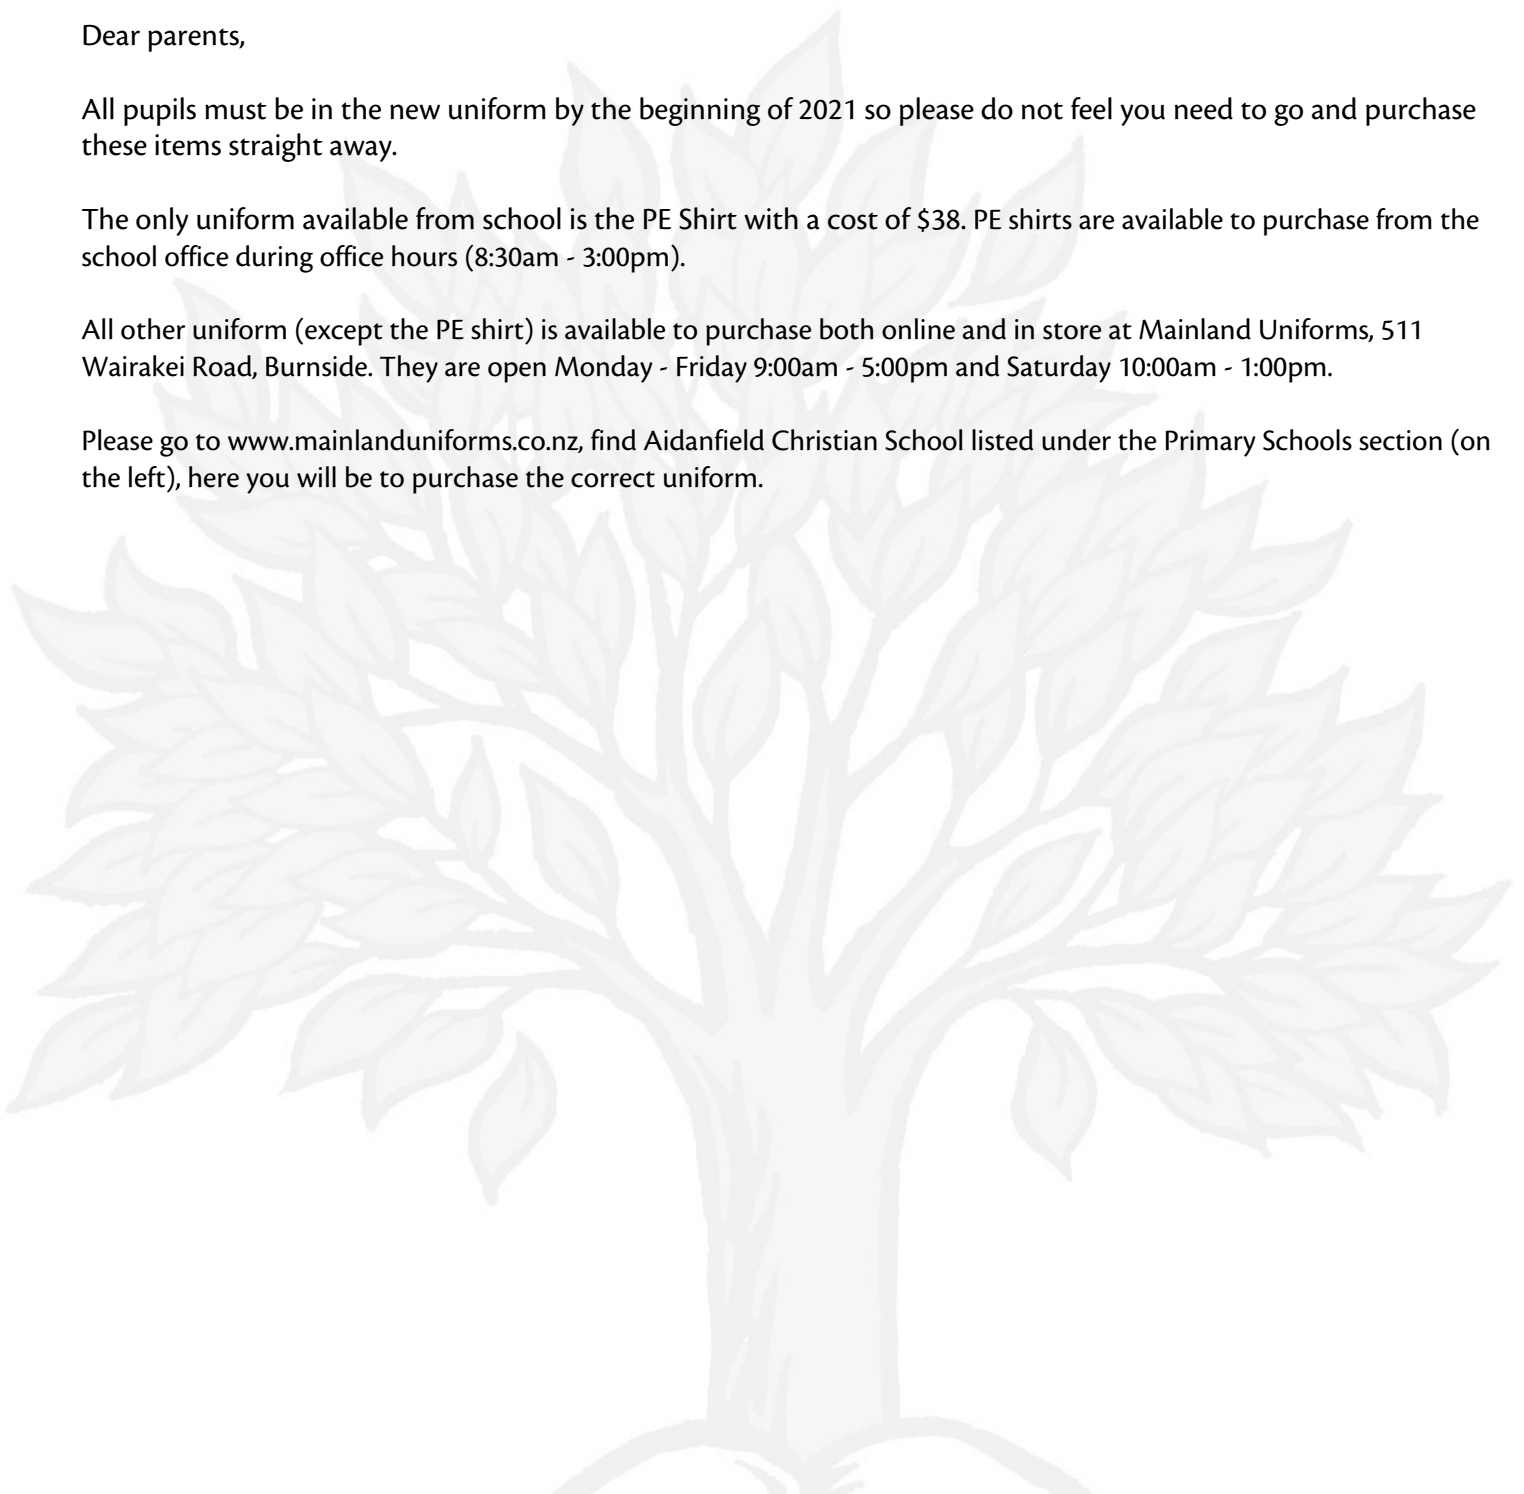 Dear parents,
All pupils must be in the new uniform by the beginning of 2021 so please do not feel you need to go and purchase
these items straight away.
The only uniform available from school is the PE Shirt with a cost of $38. PE shirts are available to purchase from the
school office during office hours (8:30am - 3:00pm).
All other uniform (except the PE shirt) is available to purchase both online and in store at Mainland Uniforms, 511
Wairakei Road, Burnside. They are open Monday - Friday 9:00am - 5:00pm and Saturday 10:00am - 1:00pm.
Please go to www.mainlanduniforms.co.nz, find Aidanfield Christian School listed under the Primary Schools section (on
the left), here you will be to purchase the correct uniform.